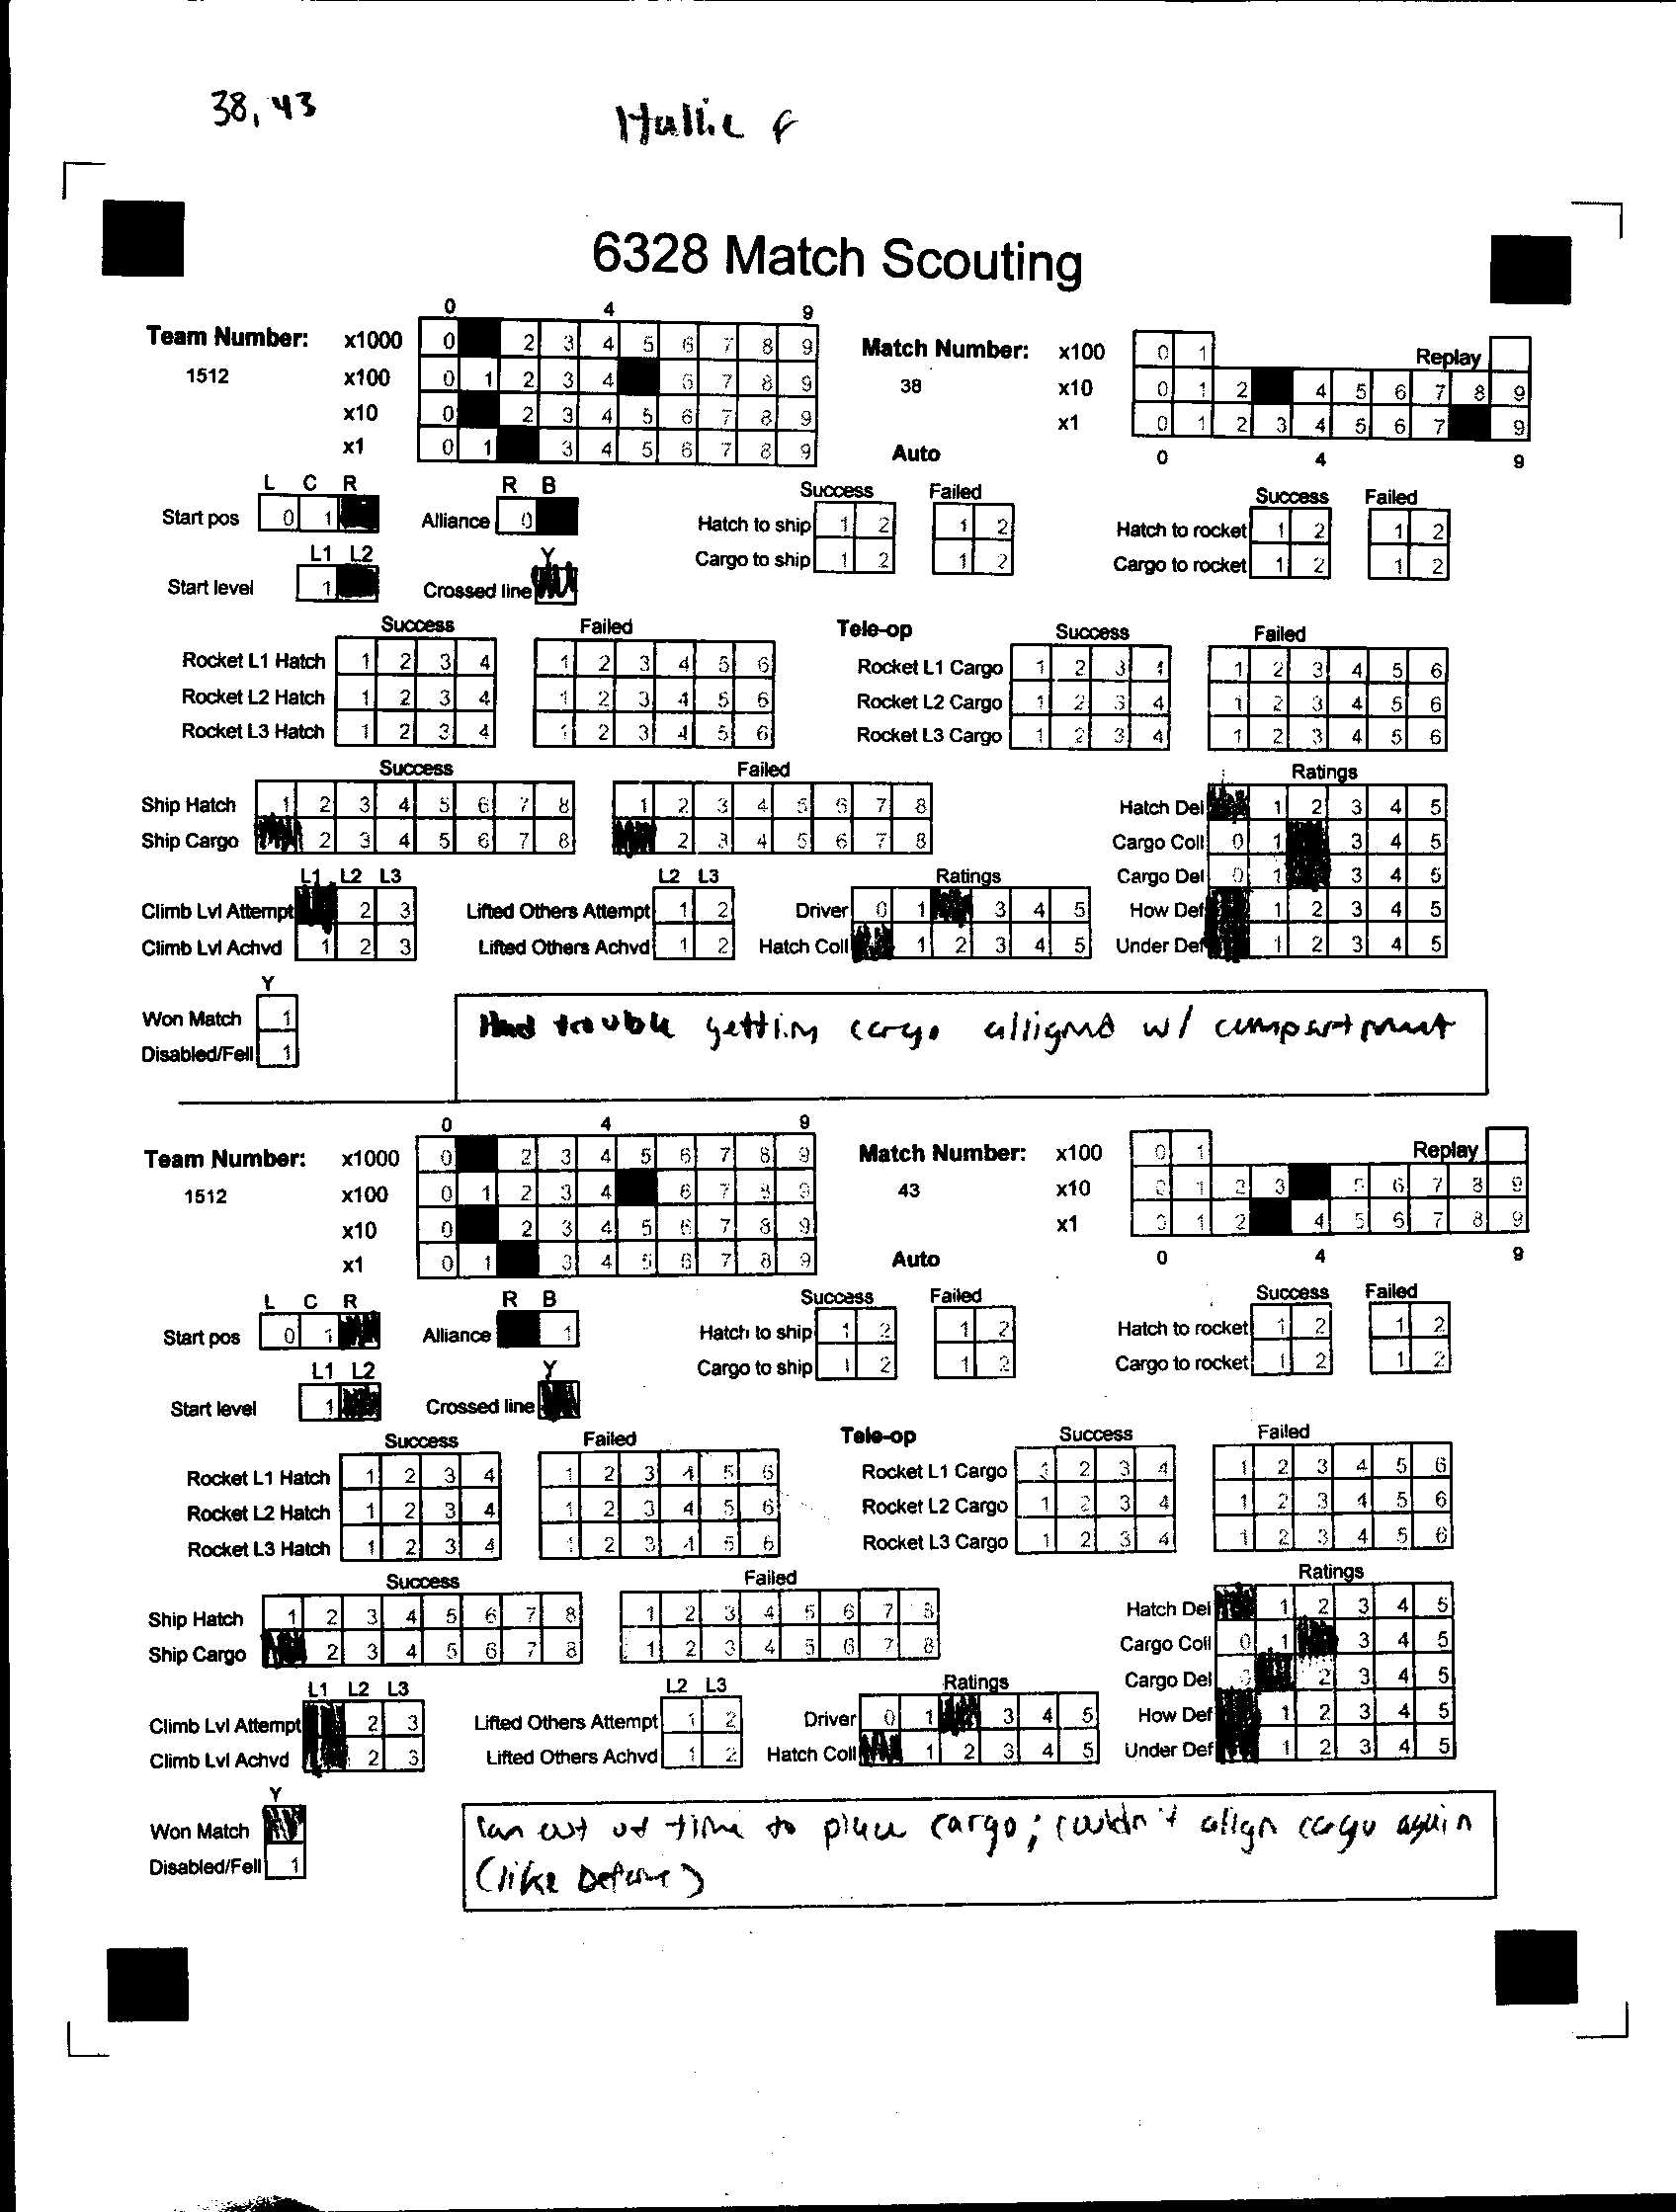 38, 43 Hallie F
6328 Match Scouting
0 4 9
Team Number: x1000 0 2 3 4 5 6 7 8 9 Match Number: x100 0 1 Replay
1512 x100 0 1 2 3 4 6 7 8 9 38 x10 0 1 2 4 5 6 7 8 9
x10 0 2 3 4 5 6 7 8 9 x1 0 1 2 3 4 5 6 7 9
x1 0 1 3 4 5 6 7 8 9 Auto 0 4 9
L C R R B Success Failed Success Failed
Start pos 0 1 Alliance 0 Hatch to ship 1 2 1 2 Hatch to rocket 1 2 1 2
L1 L2 Y Cargo to ship 1 2 1 2 Cargo to rocket 1 2 1 2
Start level 1 Crossed line
Success Failed Tele-op Success Failed
Rocket L1 Hatch 1 2 3 4 1 2 3 4 5 6 Rocket L1 Cargo 1 2 3 4 1 2 3 4 5 6
Rocket L2 Hatch 1 2 3 4 1 2 3 4 5 6 Rocket L2 Cargo 1 2 3 4 1 2 3 4 5 6
Rocket L3 Hatch 1 2 3 4 1 2 3 4 5 6 Rocket L3 Cargo 1 2 3 4 1 2 3 4 5 6
Success Failed Ratings
Ship Hatch 1 2 3 4 5 6 7 8 1 2 3 4 5 6 7 8 Hatch Del 1 2 3 4 5
Ship Cargo 2 3 4 5 6 7 8 2 3 4 5 6 7 8 Cargo Coll 0 1 3 4 5
L1 L2 L3 L2 L3 Ratings Cargo Del 0 1 3 4 5
Climb Lvl Attempt 2 3 Lifted Others Attempt 1 2 Driver 0 1 3 4 5 How Def 1 2 3 4 5
Climb Lvl Achvd 1 2 3 Lifted Others Achvd 1 2 Hatch Coll 1 2 3 4 5 Under Def 1 2 3 4 5
Y
Won Match 1 Had trouble getting cargo alligned w/ compartment
Disabled/Fell 1
0 4 9
Team Number: x1000 0 2 3 4 5 6 7 8 9 Match Number: x100 0 1 Replay
1512 x100 0 1 2 3 4 6 7 8 9 43 x10 0 1 2 3 5 6 7 8 9
x10 0 2 3 4 5 6 7 8 9 x1 0 1 2 4 5 6 7 8 9
x1 0 1 3 4 5 6 7 8 9 Auto 0 4 9
L C R R B Success Failed Success Failed
Start pos 0 1 Alliance 1 Hatch to ship 1 2 1 2 Hatch to rocket 1 2 1 2
L1 L2 Y Cargo to ship 1 2 1 2 Cargo to rocket 1 2 1 2
Start level 1 Crossed line
Success Failed Tele-op Success Failed
Rocket L1 Hatch 1 2 3 4 1 2 3 4 5 6 Rocket L1 Cargo 1 2 3 4 1 2 3 4 5 6
Rocket L2 Hatch 1 2 3 4 1 2 3 4 5 6 Rocket L2 Cargo 1 2 3 4 1 2 3 4 5 6
Rocket L3 Hatch 1 2 3 4 1 2 3 4 5 6 Rocket L3 Cargo 1 2 3 4 1 2 3 4 5 6
Success Failed Ratings
Ship Hatch 1 2 3 4 5 6 7 8 1 2 3 4 5 6 7 8 Hatch Del 1 2 3 4 5
Ship Cargo 2 3 4 5 6 7 8 1 2 3 4 5 6 7 8 Cargo Coll 0 1 3 4 5
L1 L2 L3 L2 L3 Ratings Cargo Del 0 2 3 4 5
Climb Lvl Attempt 2 3 Lifted Others Attempt 1 2 Driver 0 1 3 4 5 How Def 1 2 3 4 5
Climb Lvl Achvd 2 3 Lifted Others Achvd 1 2 Hatch Coll 1 2 3 4 5 Under Def 1 2 3 4 5
Y
Won Match ran out of time to place cargo; couldn't align cargo again
Disabled/Fell 1 (like before)